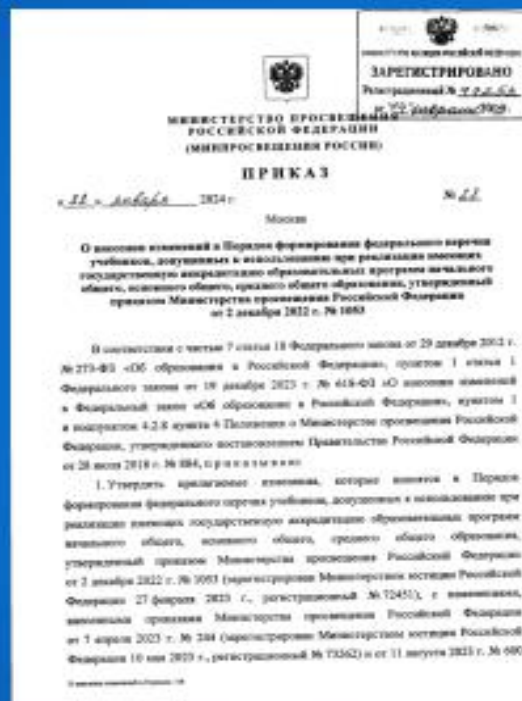 ЗАРЕГИСТРИРОВАНО
Регистрационный №
МИНИСТЕРСТВО ПРОСВЕЩЕНИЯ
РОССИЙСКОЙ ФЕДЕРАЦИИ
(МИНПРОСВЕЩЕНИЯ РОССИИ)
ПРИКАЗ
января 2024 г. №
Москва
О внесении изменений в Порядок формирования федерального перечня
учебников, допущенных к использованию при реализации имеющих
государственную аккредитацию образовательных программ начального
общего, основного общего, среднего общего образования, утвержденный
приказом Министерства просвещения Российской Федерации
от 2 декабря 2022 г. № 1053
В соответствии с частью 7 статьи 18 Федерального закона от 29 декабря 2012 г.
№ 273-ФЗ «Об образовании в Российской Федерации», пунктом 1 статьи 1
Федерального закона от 19 декабря 2023 г. № 618-ФЗ «О внесении изменений
в Федеральный закон «Об образовании в Российской Федерации», пунктом 1
и подпунктом 4.2.8 пункта 4 Положения о Министерстве просвещения Российской
Федерации, утвержденного постановлением Правительства Российской Федерации
от 28 июля 2018 г. № 884, приказываю:
1. Утвердить прилагаемые изменения, которые вносятся в Порядок
формирования федерального перечня учебников, допущенных к использованию при
реализации имеющих государственную аккредитацию образовательных программ
начального общего, основного общего, среднего общего образования,
утвержденный приказом Министерства просвещения Российской Федерации
от 2 декабря 2022 г. № 1053 (зарегистрирован Министерством юстиции Российской
Федерации 27 февраля 2023 г., регистрационный № 72451), с изменениями,
внесенными приказами Министерства просвещения Российской Федерации
от 7 апреля 2023 г. № 244 (зарегистрирован Министерством юстиции Российской
Федерации 10 мая 2023 г., регистрационный № 73262) и от 11 августа 2023 г. № 600